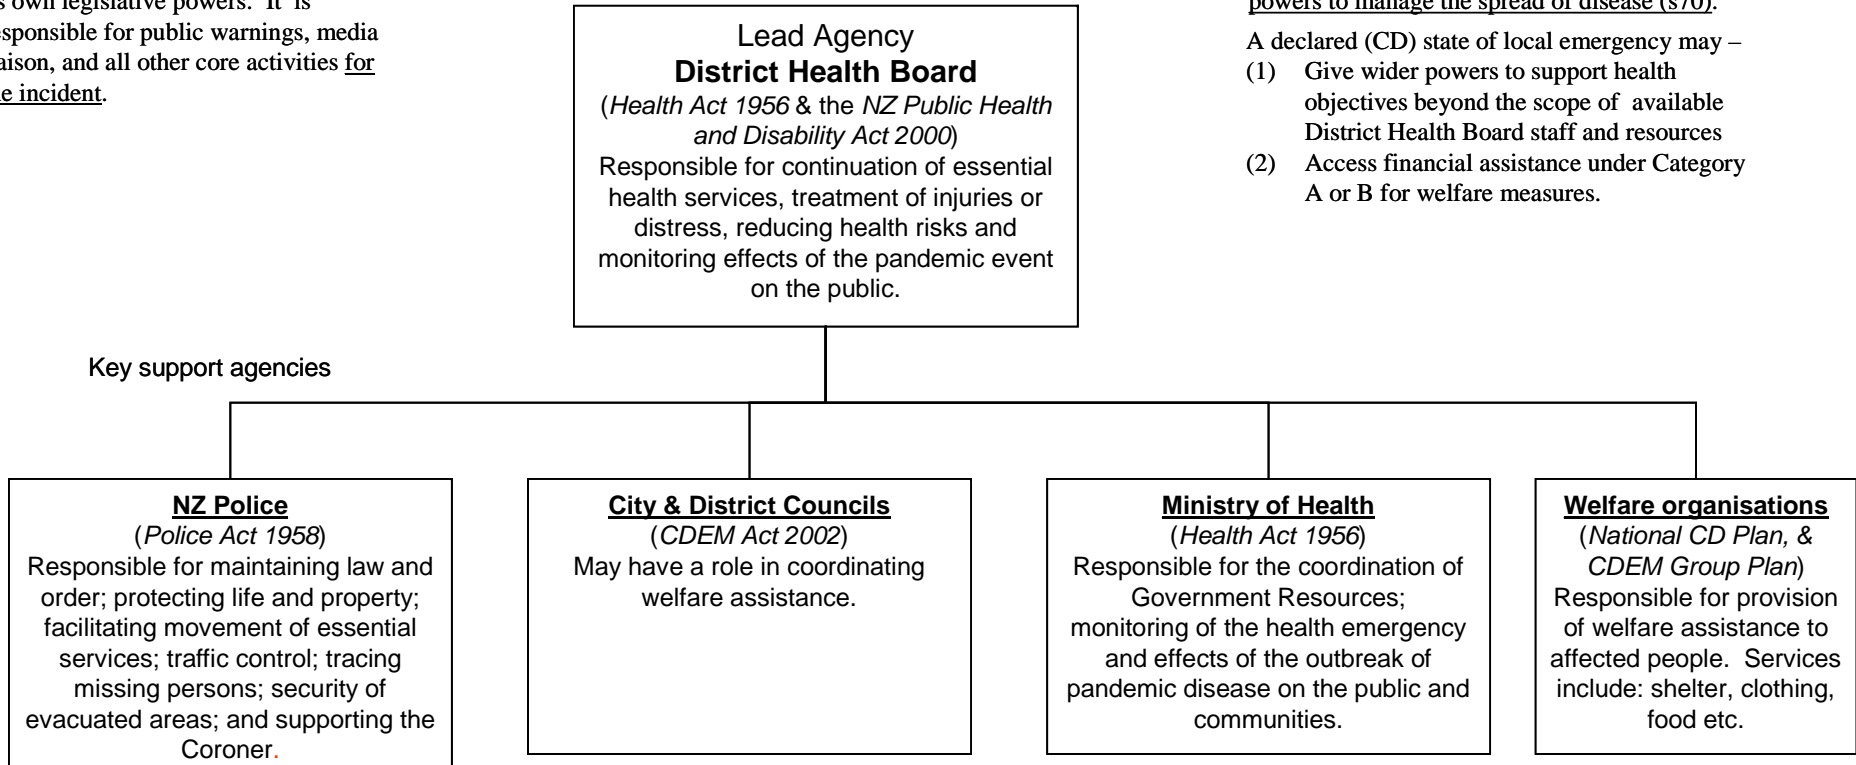 s own legislative powers. It is
esponsible for public warnings, media
aison, and all other core activities for
e incident.
Lead Agency
District Health Board
(Health Act 1956 & the NZ Public Health
and Disability Act 2000)
Responsible for continuation of essential
health services, treatment of injuries or
distress, reducing health risks and
monitoring effects of the pandemic event
on the public.
powers to manage the spread of disease (s70).
A declared (CD) state of local emergency may –
(1) Give wider powers to support health
objectives beyond the scope of available
District Health Board staff and resources
(2) Access financial assistance under Category
A or B for welfare measures.
Key support agencies
NZ Police
(Police Act 1958)
Responsible for maintaining law and
order; protecting life and property;
facilitating movement of essential
services; traffic control; tracing
missing persons; security of
evacuated areas; and supporting the
Coroner.
City & District Councils
(CDEM Act 2002)
May have a role in coordinating
welfare assistance.
Ministry of Health
(Health Act 1956)
Responsible for the coordination of
Government Resources;
monitoring of the health emergency
and effects of the outbreak of
pandemic disease on the public and
communities.
Welfare organisations
(National CD Plan, &
CDEM Group Plan)
Responsible for provision
of welfare assistance to
affected people. Services
include: shelter, clothing,
food etc.